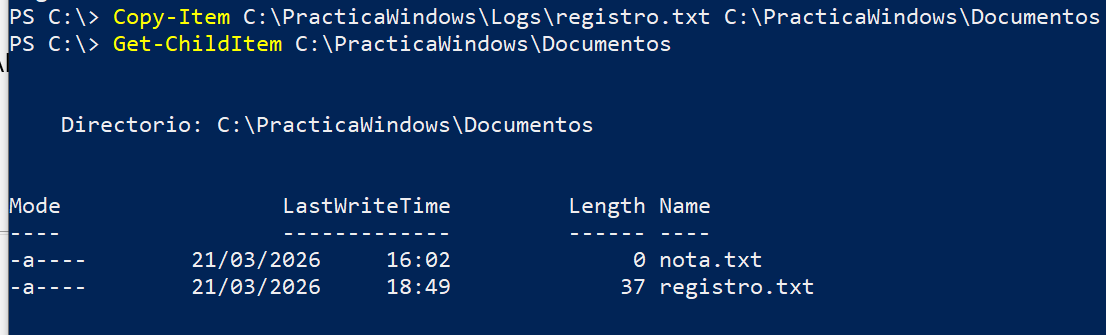 PS C:\> Copy-Item C:\PracticaWindows\Logs\registro.txt C:\PracticaWindows\Documentos
PS C:\> Get-ChildItem C:\PracticaWindows\Documentos
Directorio: C:\PracticaWindows\Documentos
Mode LastWriteTime Length Name
---- ------------- ------ ----
-a---- 21/03/2026 16:02 0 nota.txt
-a---- 21/03/2026 18:49 37 registro.txt